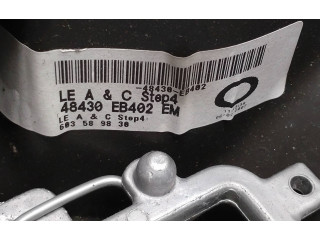 -48430-EB402
LE A & C Step4
48430 EB402 EM
LE A & C Step4
603 58 98 30